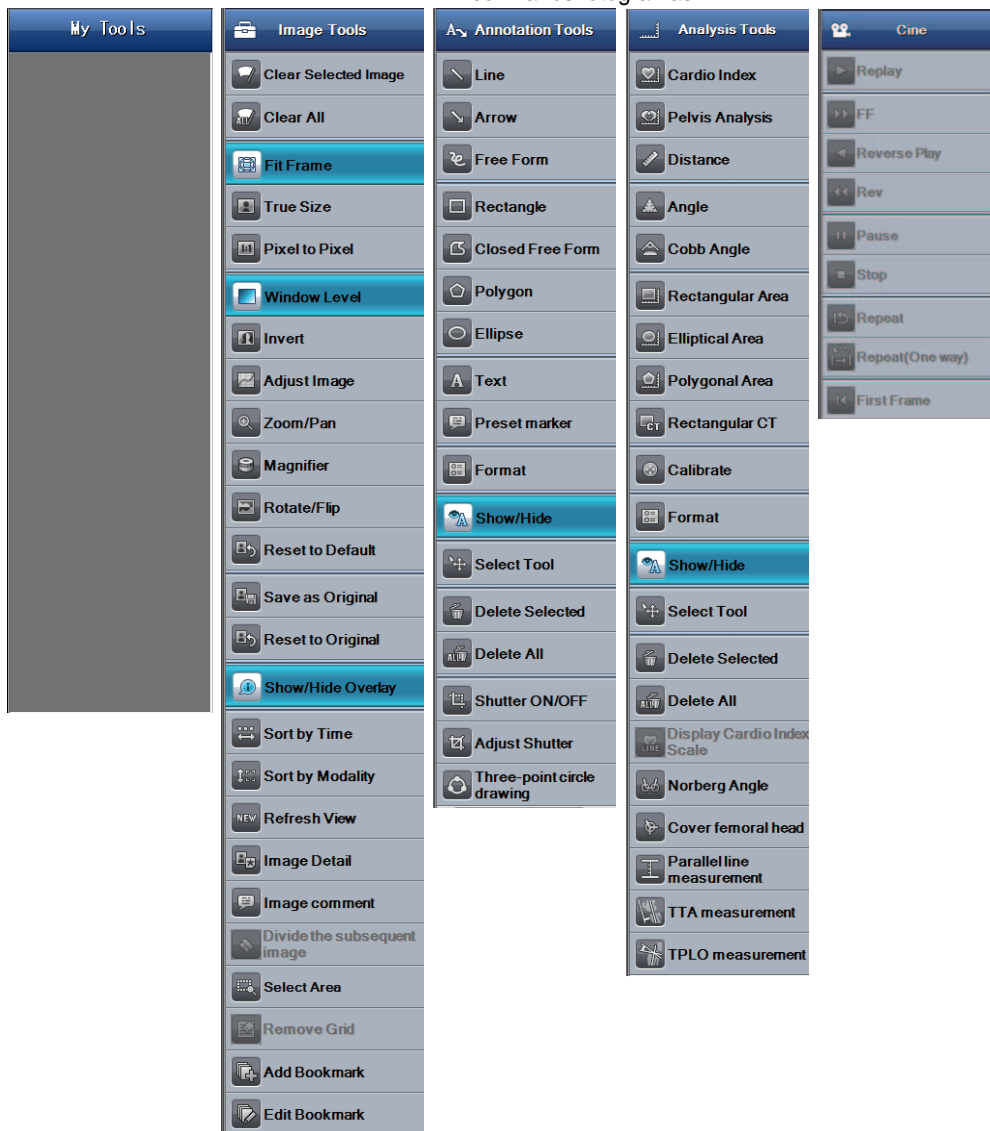 My Tools
Image Tools
Clear Selected Image
Clear All
Fit Frame
True Size
Pixel to Pixel
Window Level
Invert
Adjust Image
Zoom/Pan
Magnifier
Rotate/Flip
Reset to Default
Save as Original
Reset to Original
Show/Hide Overlay
Sort by Time
Sort by Modality
NEW Refresh View
Image Detail
Image comment
Divide the subsequent
image
Select Area
Remove Grid
Add Bookmark
Edit Bookmark
A Annotation Tools
Line
Arrow
Free Form
Rectangle
Closed Free Form
Polygon
Ellipse
A Text
Preset marker
Format
Show/Hide
Select Tool
Delete Selected
ALL Delete All
Shutter ON/OFF
Adjust Shutter
Three-point circle
drawing
Analysis Tools
Cardio Index
Pelvis Analysis
Distance
Angle
Cobb Angle
Rectangular Area
Elliptical Area
Polygonal Area
CT Rectangular CT
Calibrate
Format
Show/Hide
Select Tool
Delete Selected
ALL Delete All
LINE Display Cardio Index
Scale
Norberg Angle
Cover femoral head
Parallel line
measurement
TTA measurement
TPLO measurement
Cine
Replay
FF
Reverse Play
Rev
Pause
Stop
Repeat
Repeat(One way)
First Frame